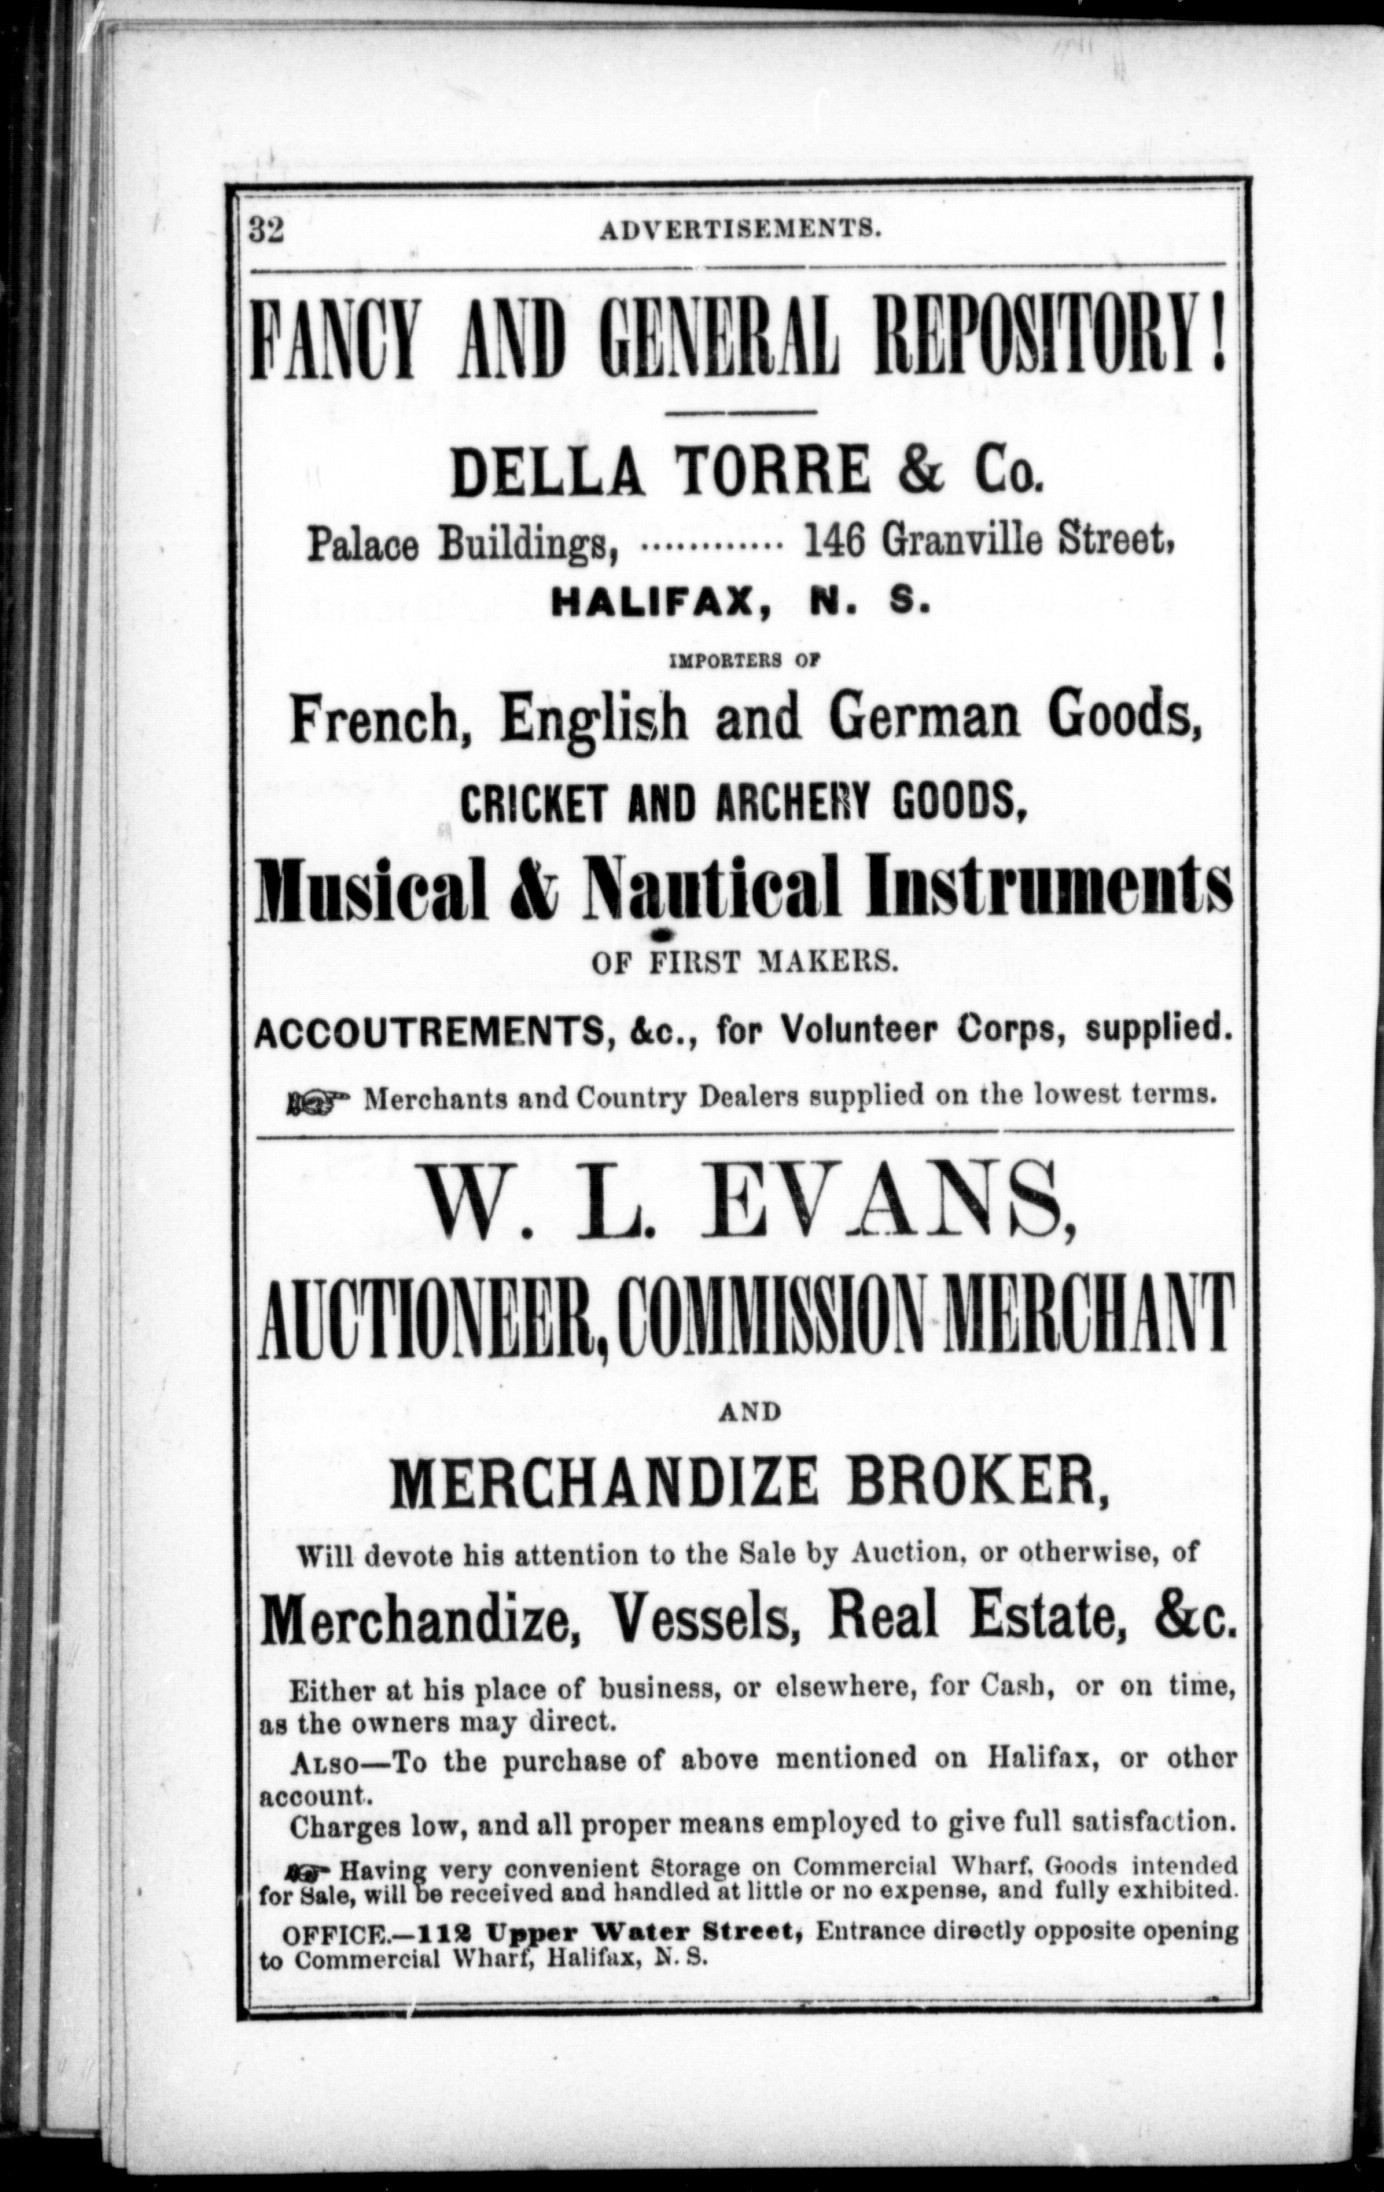 32 ADVERTISEMENTS.
FANCY AND GENERAL REPOSITORY!
DELLA TORRE & Co.
Palace Buildings, ............ 146 Granville Street,
HALIFAX, N. S.
IMPORTERS OF
French, English and German Goods,
CRICKET AND ARCHERY GOODS,
Musical & Nautical Instruments
OF FIRST MAKERS.
ACCOUTREMENTS, &c., for Volunteer Corps, supplied.
☞ Merchants and Country Dealers supplied on the lowest terms.
W. L. EVANS,
AUCTIONEER, COMMISSION MERCHANT
AND
MERCHANDIZE BROKER,
Will devote his attention to the Sale by Auction, or otherwise, of
Merchandize, Vessels, Real Estate, &c.
Either at his place of business, or elsewhere, for Cash, or on time,
as the owners may direct.
ALSO—To the purchase of above mentioned on Halifax, or other
account.
Charges low, and all proper means employed to give full satisfaction.
☞ Having very convenient Storage on Commercial Wharf, Goods intended
for Sale, will be received and handled at little or no expense, and fully exhibited.
OFFICE.—112 Upper Water Street, Entrance directly opposite opening
to Commercial Wharf, Halifax, N. S.